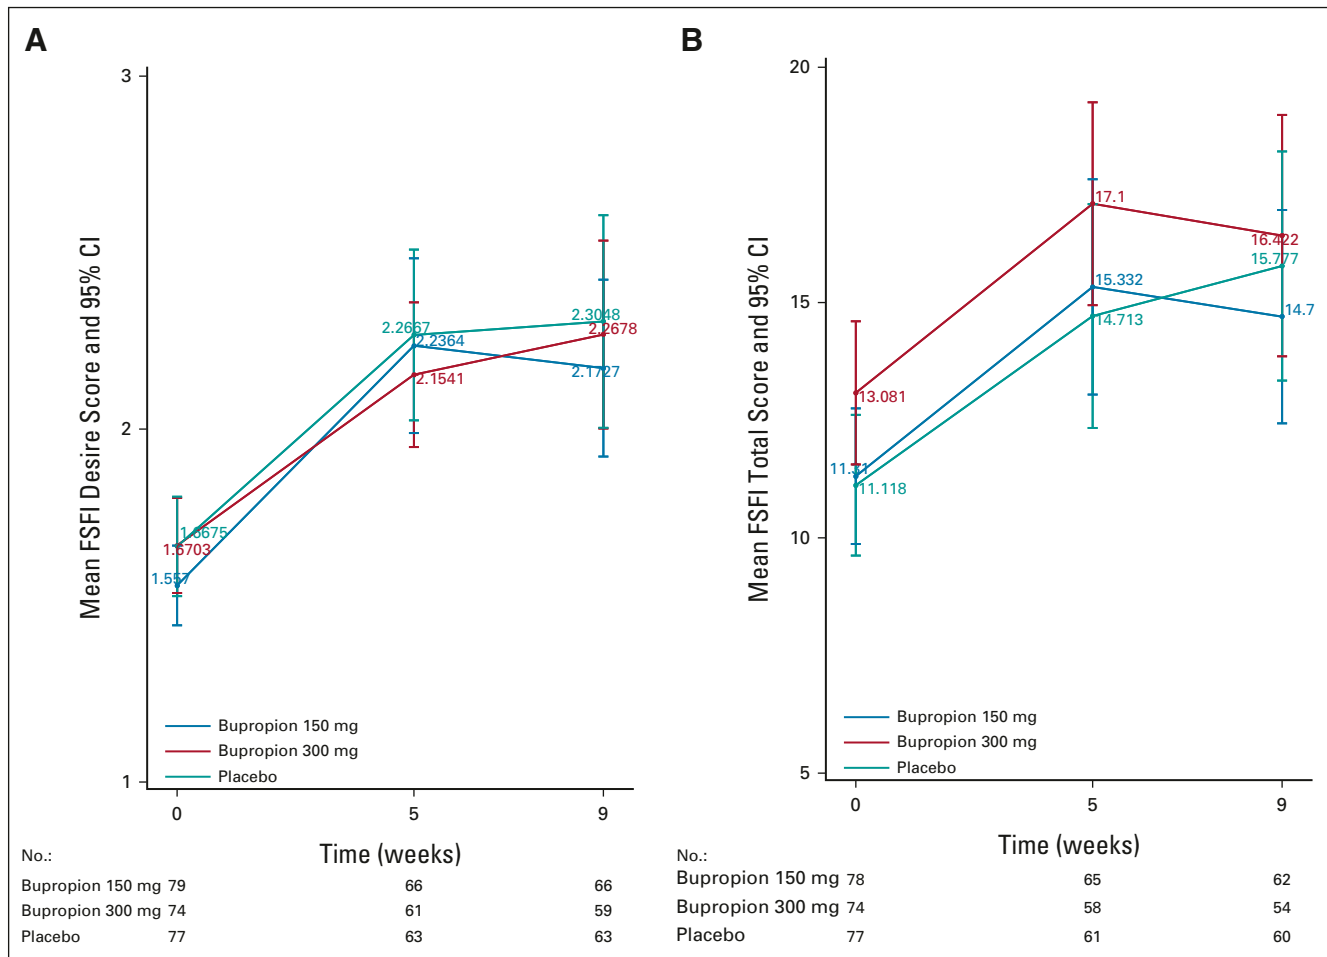 A
Mean FSFI Desire Score and 95% CI
3
2
1
2.2667
2.2364
2.1541
2.3048
2.2678
2.1727
1.6675
1.6703
1.557
Bupropion 150 mg
Bupropion 300 mg
Placebo
0 5 9
Time (weeks)
No.:
Bupropion 150 mg 79 66 66
Bupropion 300 mg 74 61 59
Placebo 77 63 63
B
Mean FSFI Total Score and 95% CI
20
15
10
5
17.1
16.422
15.777
15.332
14.713
14.7
13.081
11.31
11.118
Bupropion 150 mg
Bupropion 300 mg
Placebo
0 5 9
Time (weeks)
No.:
Bupropion 150 mg 78 65 62
Bupropion 300 mg 74 58 54
Placebo 77 61 60